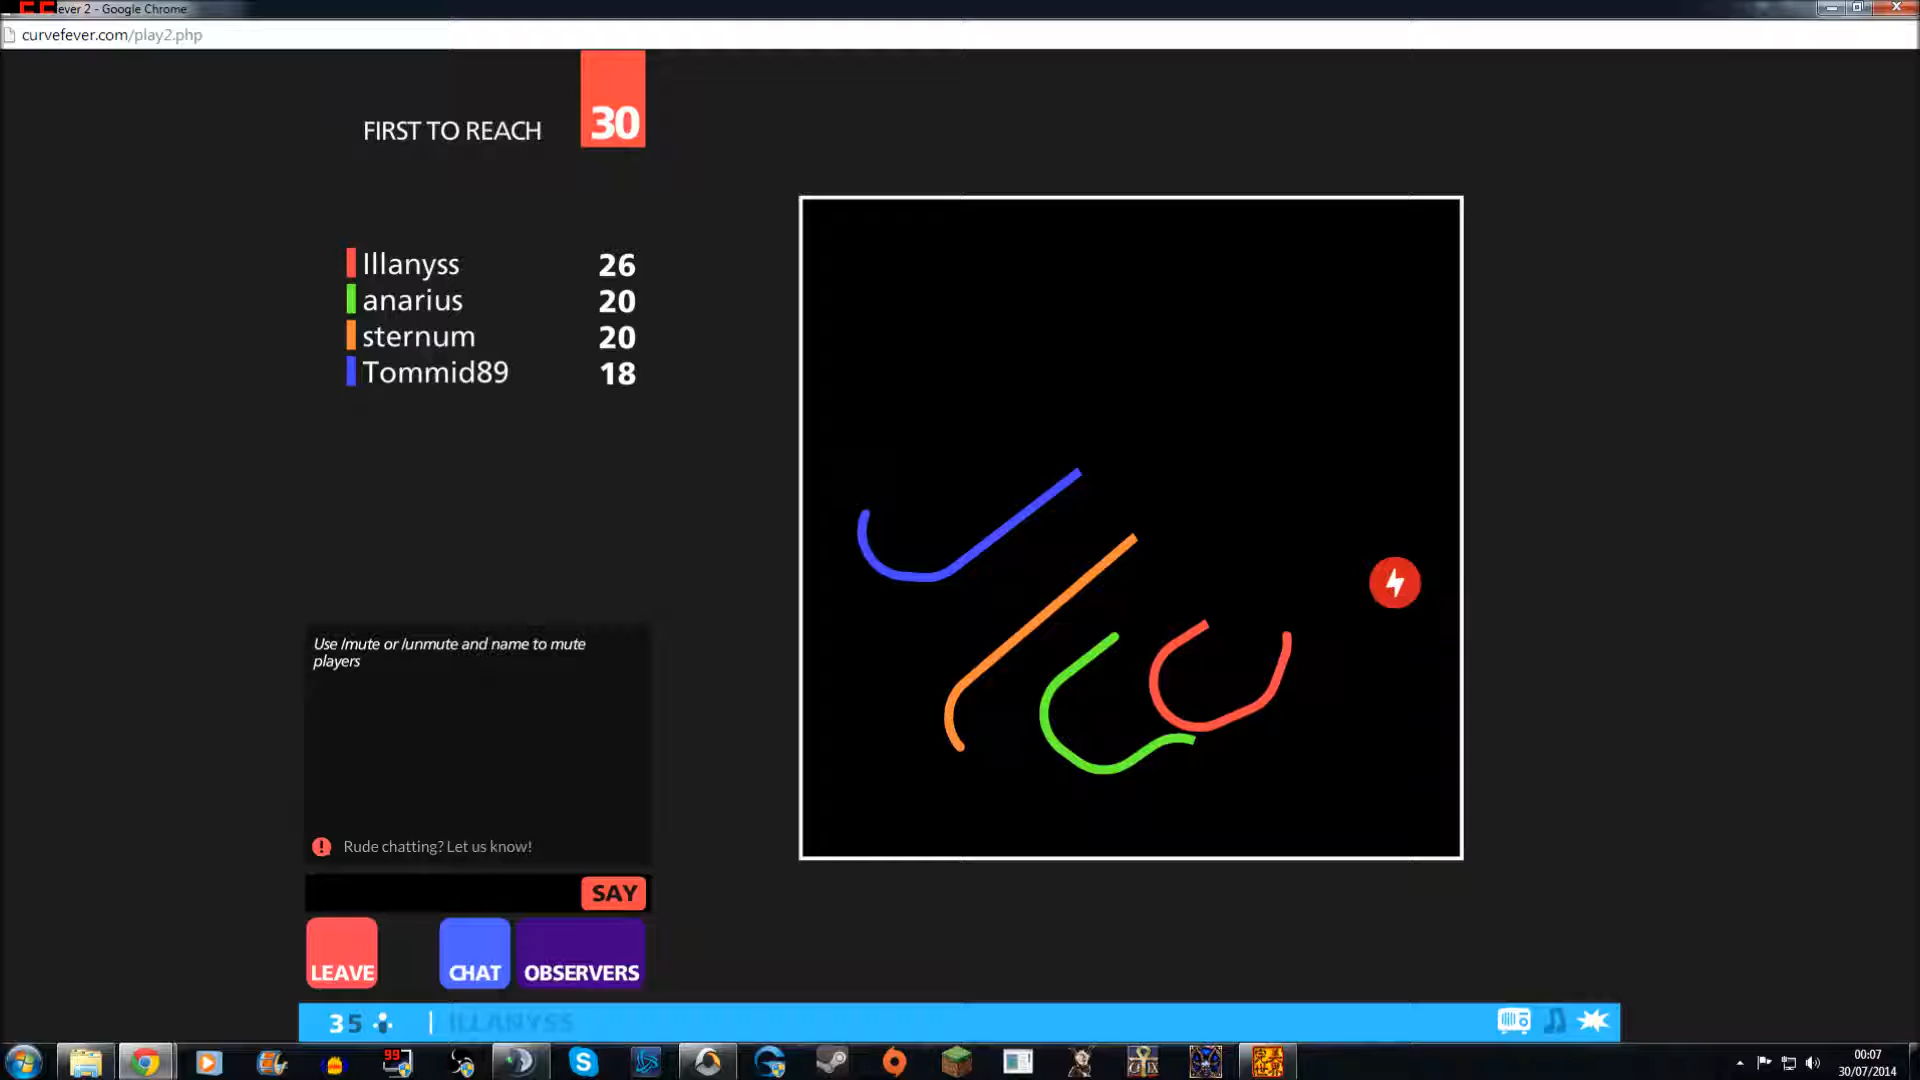 ever 2 - Google Chrome
curvefever.com/play2.php
FIRST TO REACH 30
Illanyss 26
anarius 20
sternum 20
Tommid89 18
Use /mute or /unmute and name to mute
players
Rude chatting? Let us know!
SAY
LEAVE CHAT OBSERVERS
35 ILLANYSS
99
00:07
30/07/2014